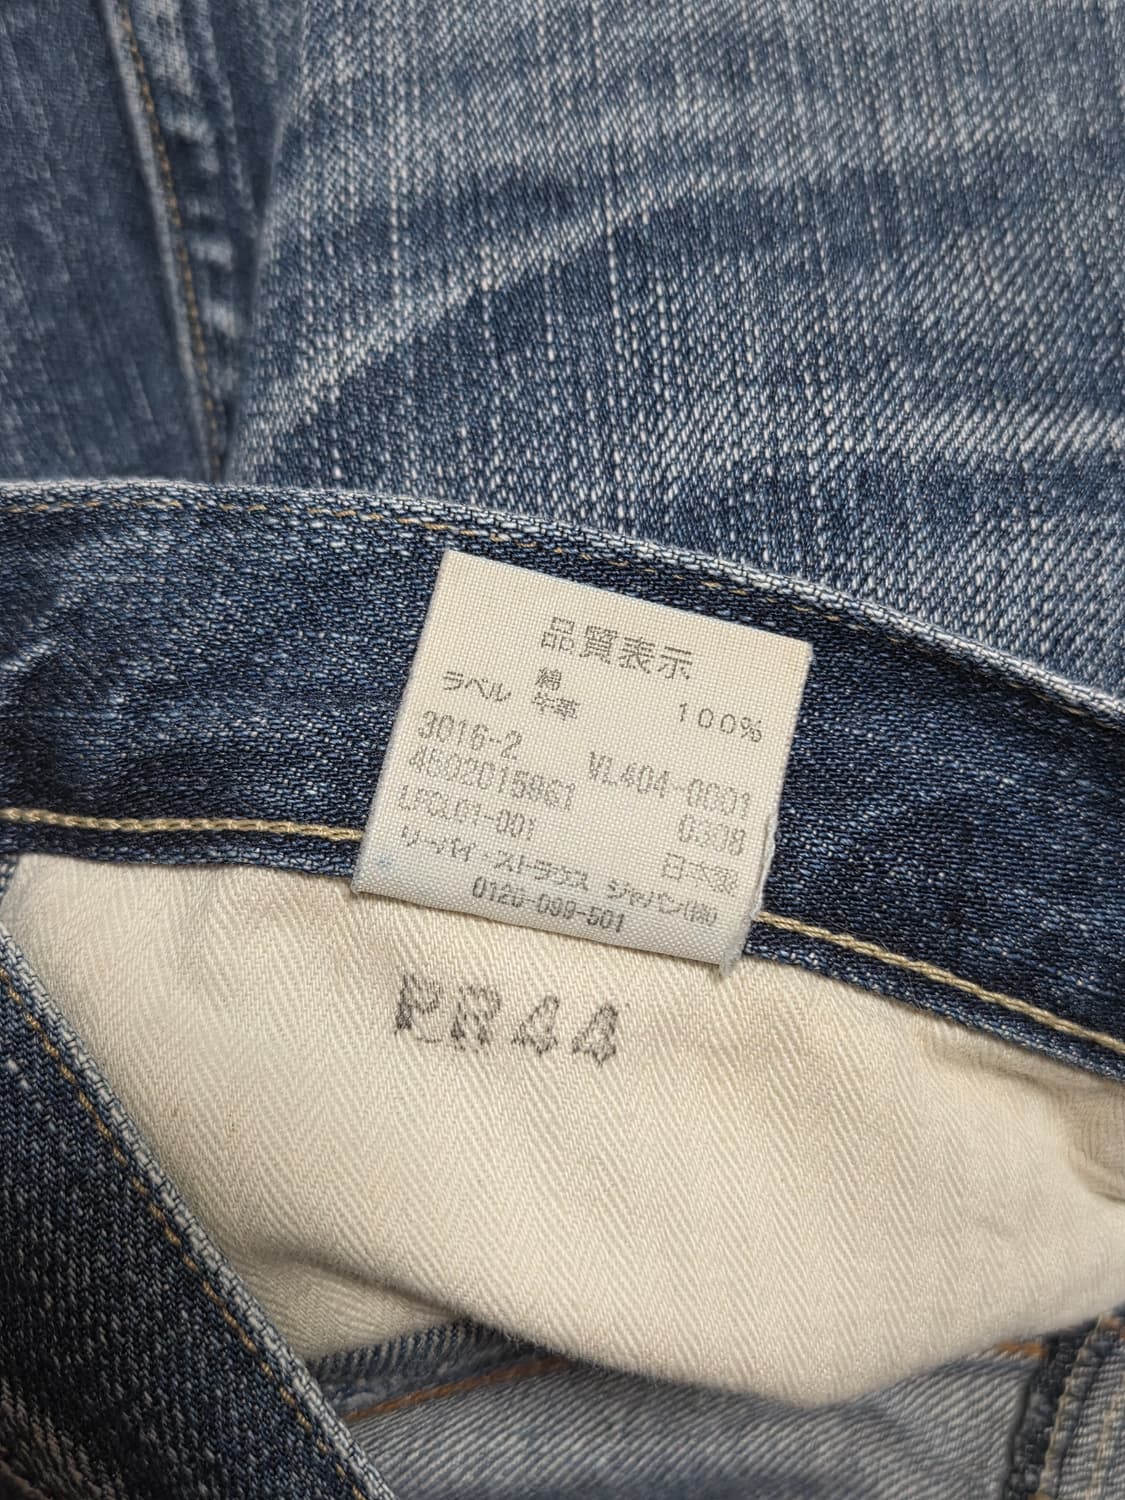 品質表示
綿 100%
ラベル 牛革
3016-2 VL404-0001
4602015961 0308
LFCL01-001 日本製
リーバイ・ストラウス ジャパン(株)
0120-099-501
PR44